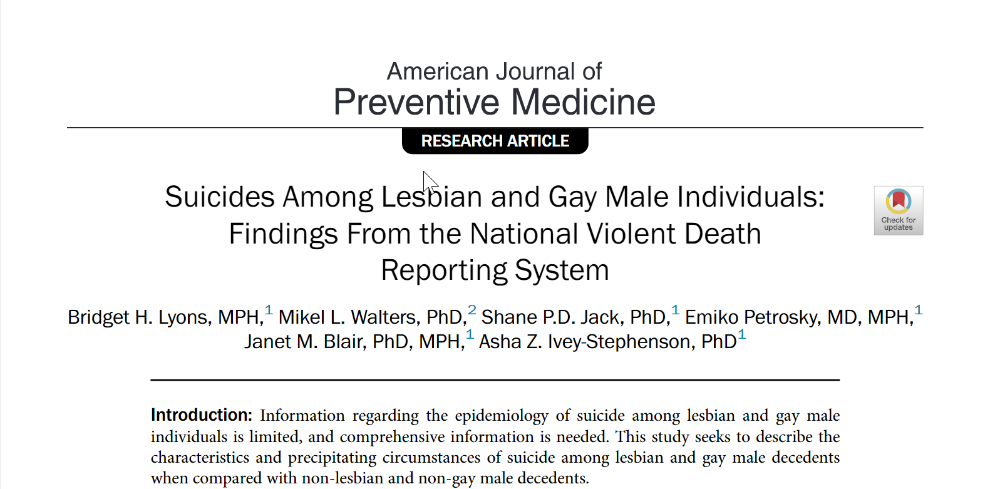 American Journal of
Preventive Medicine
RESEARCH ARTICLE
Suicides Among Lesbian and Gay Male Individuals:
Findings From the National Violent Death
Reporting System
Check for
updates
Bridget H. Lyons, MPH,1 Mikel L. Walters, PhD,2 Shane P.D. Jack, PhD,1 Emiko Petrosky, MD, MPH,1
Janet M. Blair, PhD, MPH,1 Asha Z. Ivey-Stephenson, PhD1
Introduction: Information regarding the epidemiology of suicide among lesbian and gay male
individuals is limited, and comprehensive information is needed. This study seeks to describe the
characteristics and precipitating circumstances of suicide among lesbian and gay male decedents
when compared with non-lesbian and non-gay male decedents.